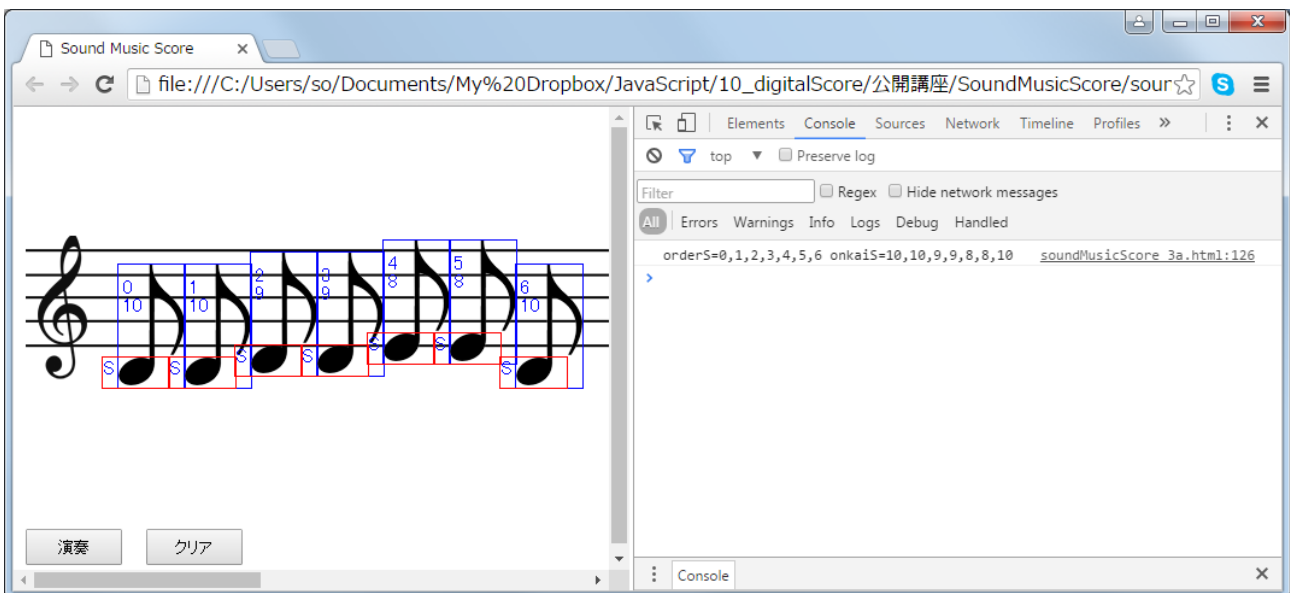 Sound Music Score
file:///C:/Users/so/Documents/My%20Dropbox/JavaScript/10_digitalScore/公開講座/SoundMusicScore/sour
Elements Console Sources Network Timeline Profiles »
top ▼ Preserve log
Filter Regex Hide network messages
All Errors Warnings Info Logs Debug Handled
orderS=0,1,2,3,4,5,6 onkaiS=10,10,9,9,8,8,10 soundMusicScore 3a.html:126
>
0 1 2 3 4 5 6
10 10 9 9 8 8 10
S S S S S S S
演奏 クリア
Console